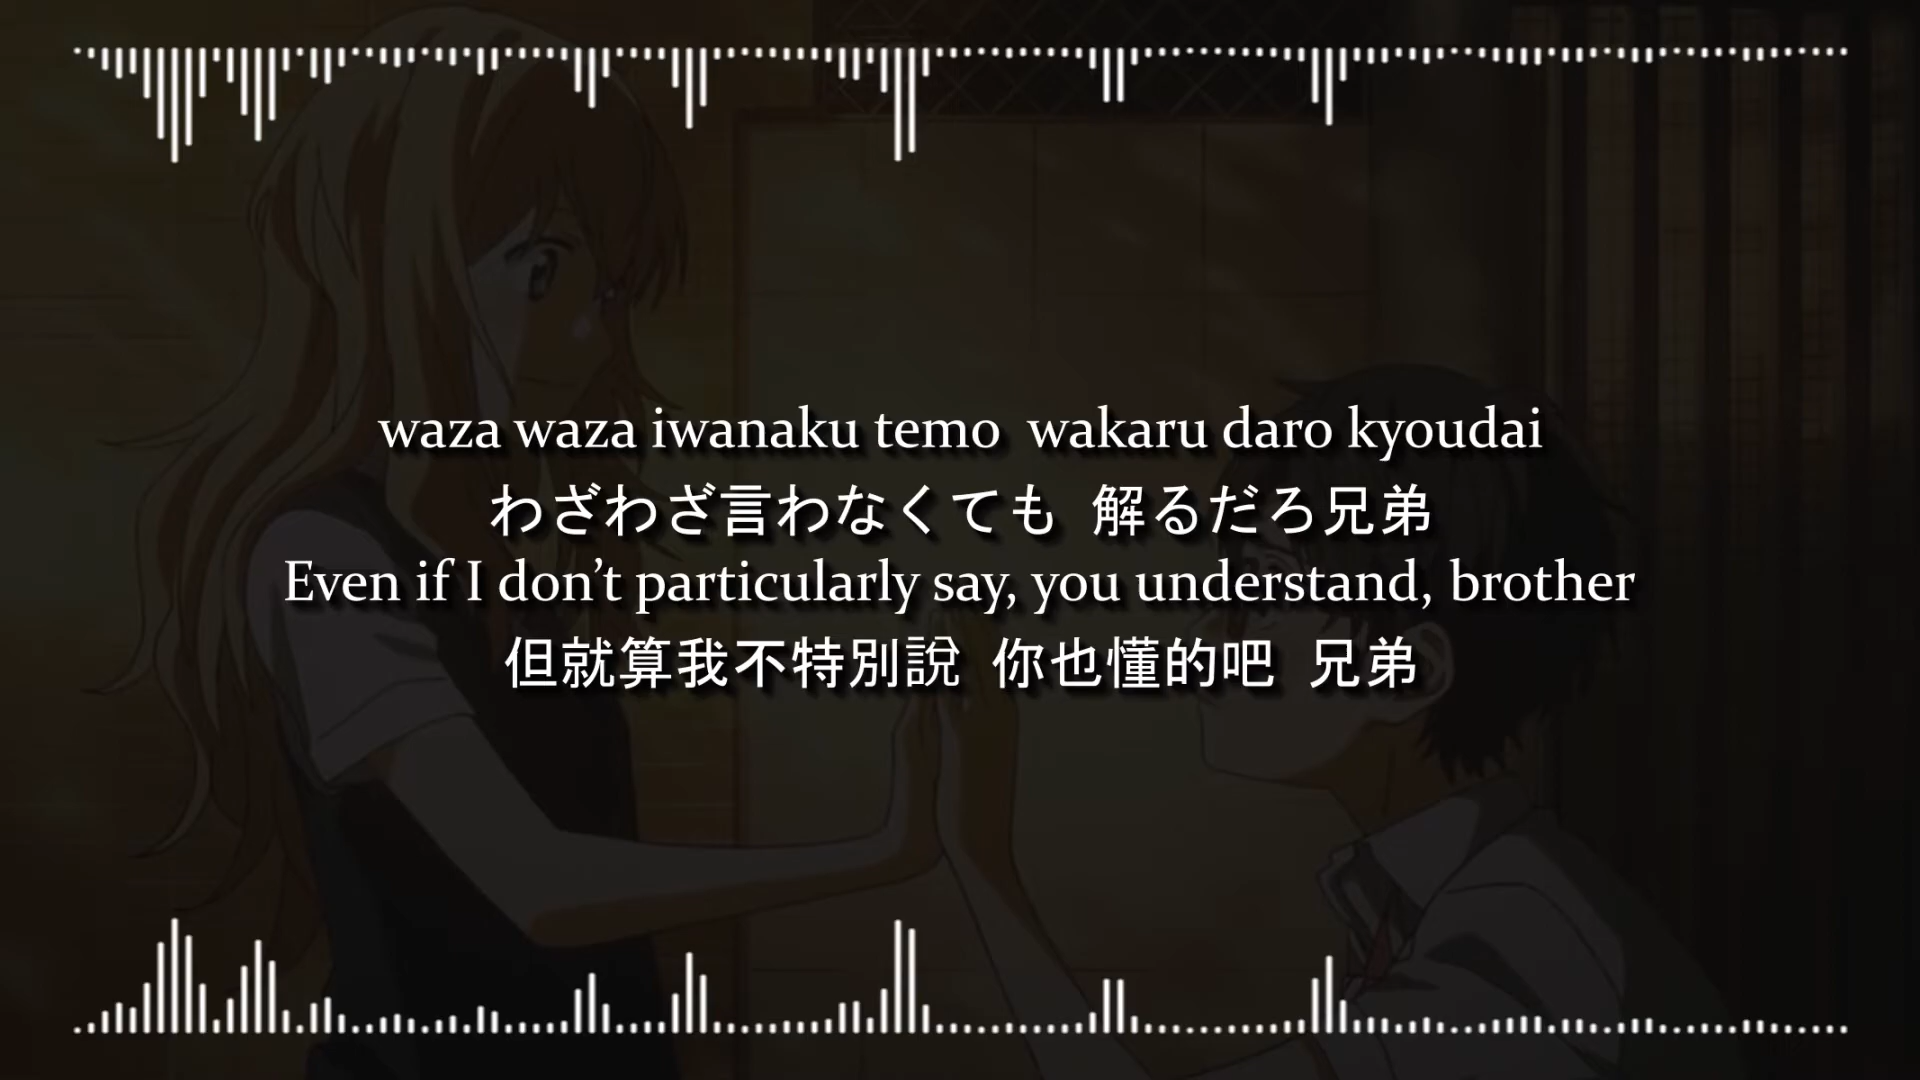 waza waza iwanaku temo  wakaru daro kyoudai
わざわざ言わなくても 解るだろ兄弟
Even if I don’t particularly say, you understand, brother
但就算我不特別說 你也懂的吧 兄弟